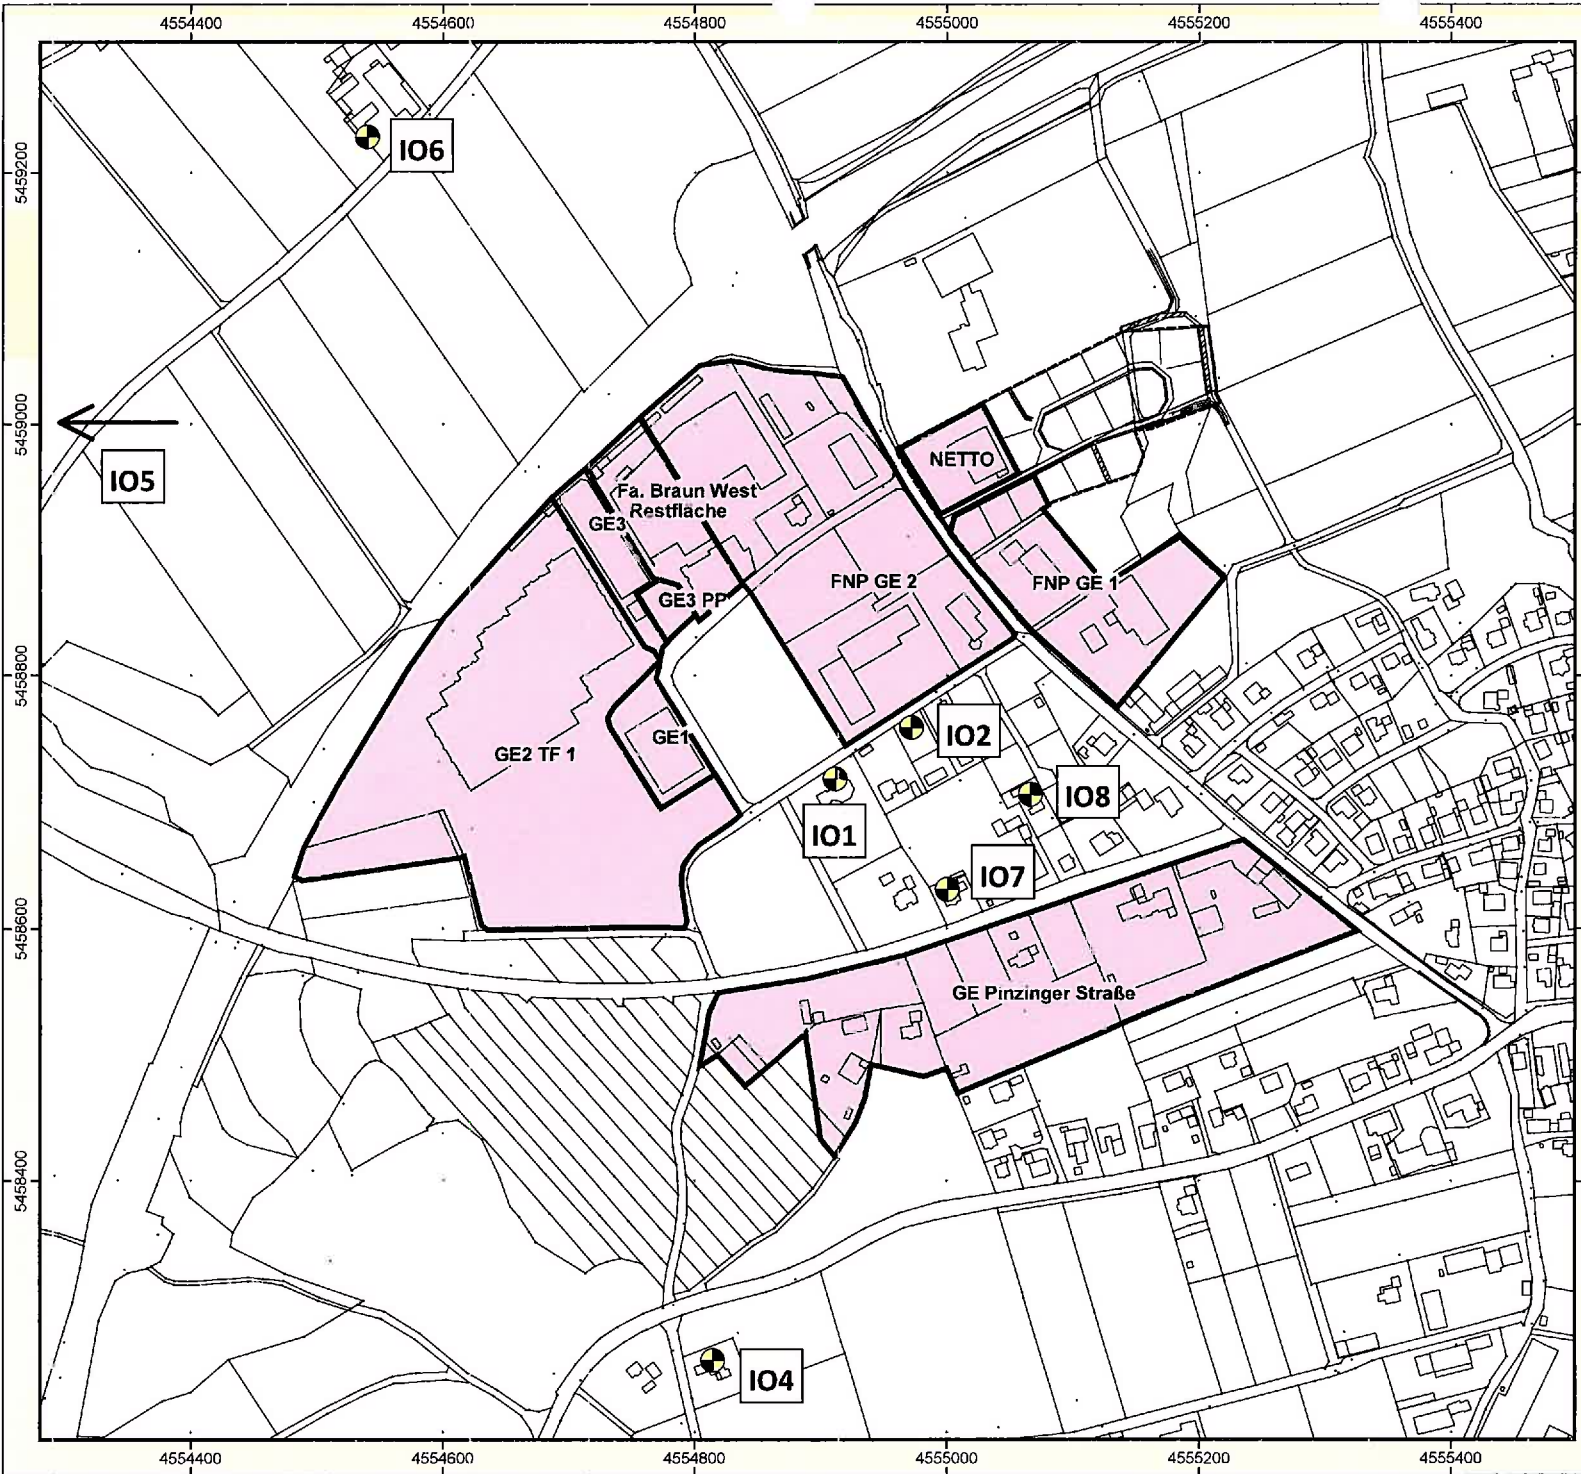 4554400 4554600 4554800 4555000 4555200 4555400
5459200
IO6
5459000
IO5
NETTO
Fa. Braun West
Restfläche
GE3
GE3 PP
FNP GE 2
FNP GE 1
5458800
GE1
GE2 TF 1
IO2
IO1
IO8
IO7
5458600
GE Pinzinger Straße
5458400
IO4
4554400 4554600 4554800 4555000 4555200 4555400